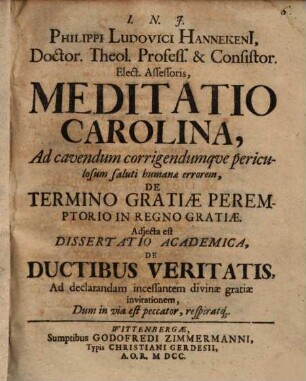 I. N. J.
PHILIPPI LUDOVICI HANNEKENI,
Doctor. Theol. Professſ. & Consistor.
Elect. Assessoris,
MEDITATIO
CAROLINA,
Ad cavendum corrigendumqve pericu-
losum saluti humanæ errorem,
DE
TERMINO GRATIÆ PEREM-
PTORIO IN REGNO GRATIÆ.
Adjecta est
DISSERTATIO ACADEMICA,
DE
DUCTIBUS VERITATIS,
Ad declarandam incessantem divinæ gratiæ
invitationem,
Dum in via est peccator, respiratq;.
WITTENBERGÆ,
Sumptibus GODOFREDI ZIMMERMANNI,
Typis CHRISTIANI GERDESII,
A.O.R. M DCC.